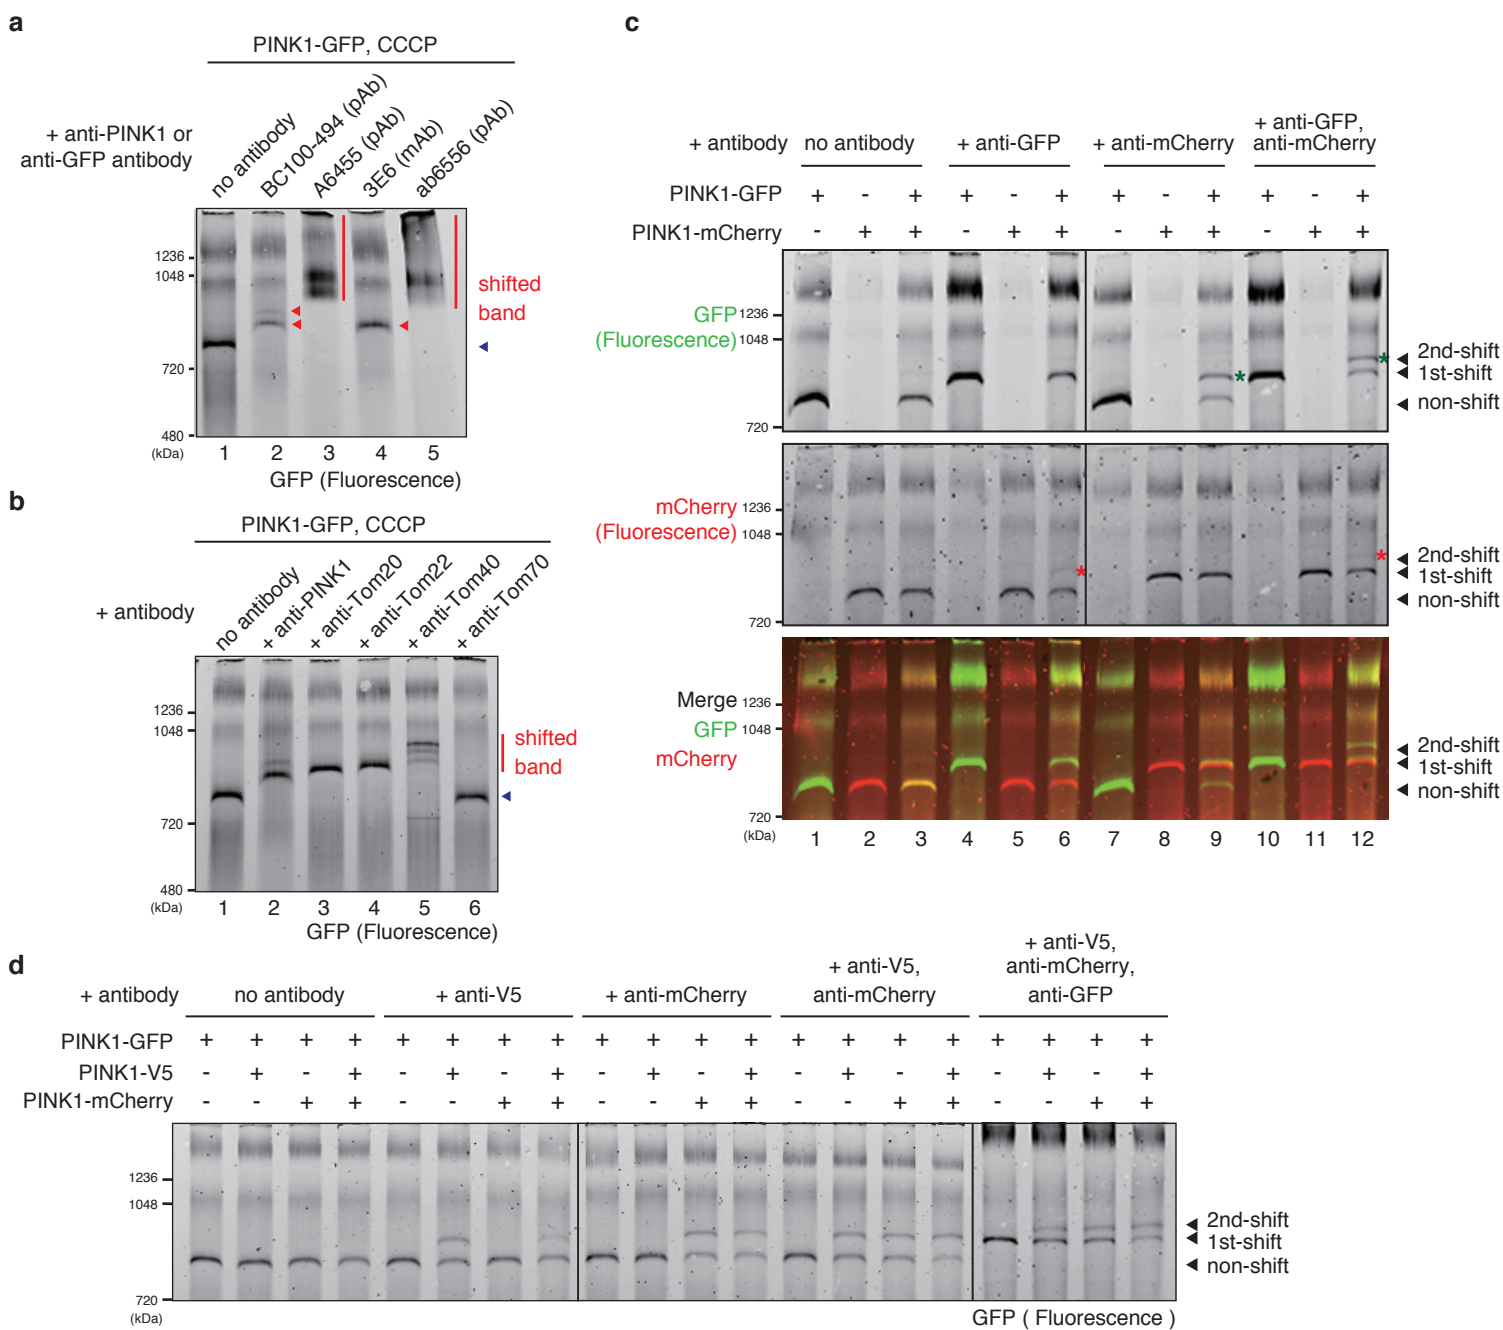 a
PINK1-GFP, CCCP
+ anti-PINK1 or
anti-GFP antibody
no antibody
BC100-494 (pAb)
A6455 (pAb)
3E6 (mAb)
ab6556 (pAb)
1236
1048
720
480
(kDa)
shifted
band
1 2 3 4 5
GFP (Fluorescence)
b
PINK1-GFP, CCCP
+ antibody
no antibody
+ anti-PINK1
+ anti-Tom20
+ anti-Tom22
+ anti-Tom40
+ anti-Tom70
1236
1048
720
480
(kDa)
shifted
band
1 2 3 4 5 6
GFP (Fluorescence)
c
+ antibody no antibody + anti-GFP + anti-mCherry + anti-GFP,
anti-mCherry
PINK1-GFP + - + + - + + - + + - +
PINK1-mCherry - + + - + + - + + - + +
GFP
(Fluorescence)
1236
1048
720
*
*
2nd-shift
1st-shift
non-shift
mCherry
(Fluorescence)
1236
1048
720
*
*
2nd-shift
1st-shift
non-shift
Merge
GFP
mCherry
1236
1048
720
(kDa)
2nd-shift
1st-shift
non-shift
1 2 3 4 5 6 7 8 9 10 11 12
d
+ antibody no antibody + anti-V5 + anti-mCherry
+ anti-V5,
anti-mCherry
+ anti-V5,
anti-mCherry,
anti-GFP
PINK1-GFP + + + + + + + + + + + + + + + + + + + +
PINK1-V5 - + - + - + - + - + - + - + - + - + - +
PINK1-mCherry - - + + - - + + - - + + - - + + - - + +
1236
1048
720
(kDa)
2nd-shift
1st-shift
non-shift
GFP ( Fluorescence )